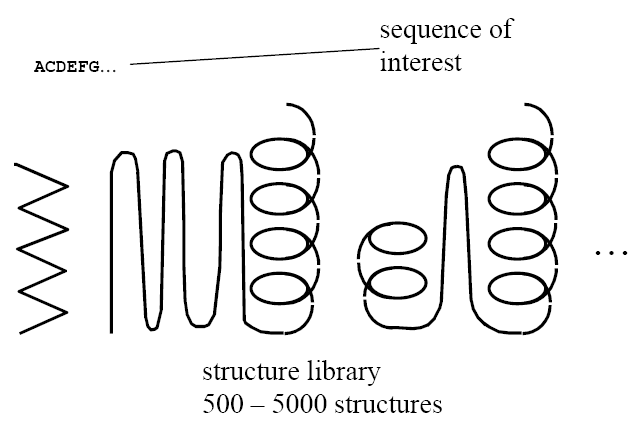 sequence of
interest
ACDEFG...
...
structure library
500 – 5000 structures